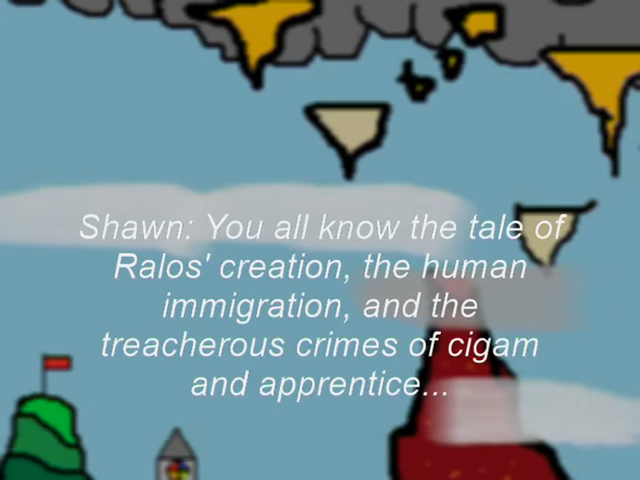 Shawn: You all know the tale of
Ralos' creation, the human
immigration, and the
treacherous crimes of cigam
and apprentice...